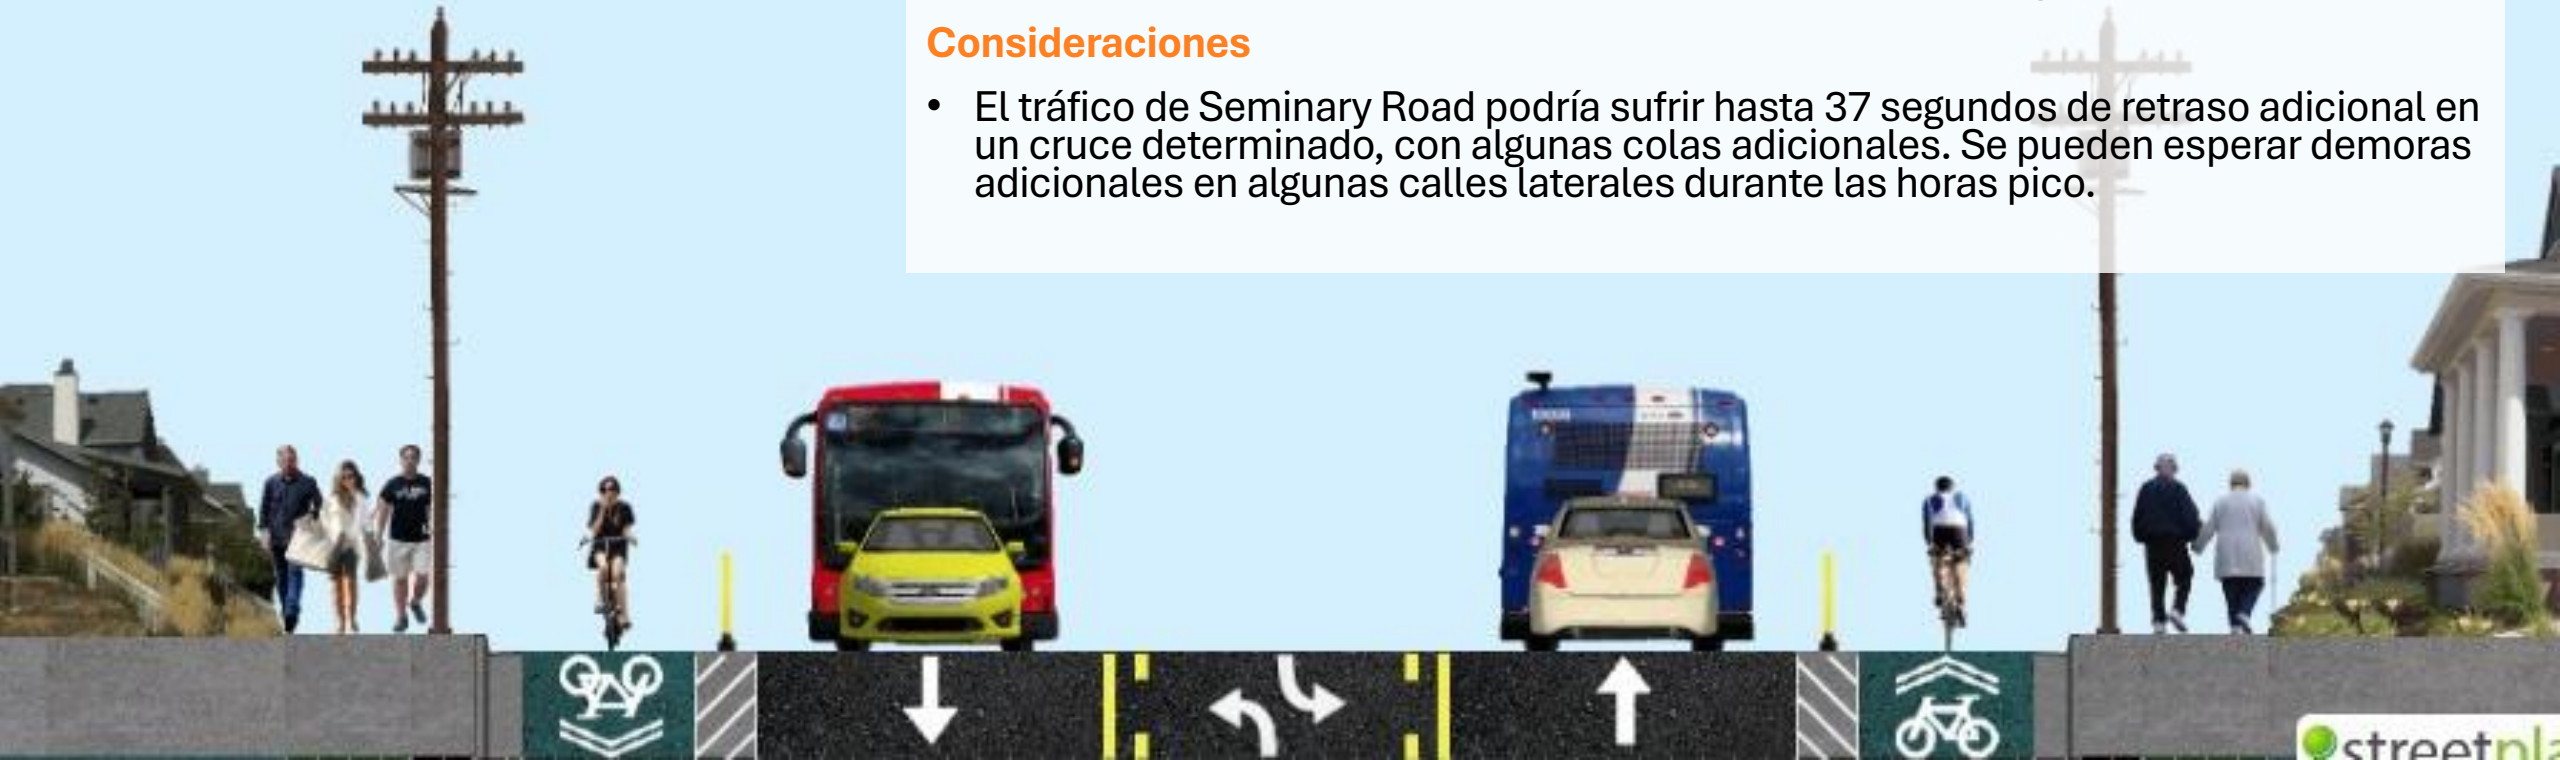 Consideraciones
• El tráfico de Seminary Road podría sufrir hasta 37 segundos de retraso adicional en
un cruce determinado, con algunas colas adicionales. Se pueden esperar demoras
adicionales en algunas calles laterales durante las horas pico.
streetpla